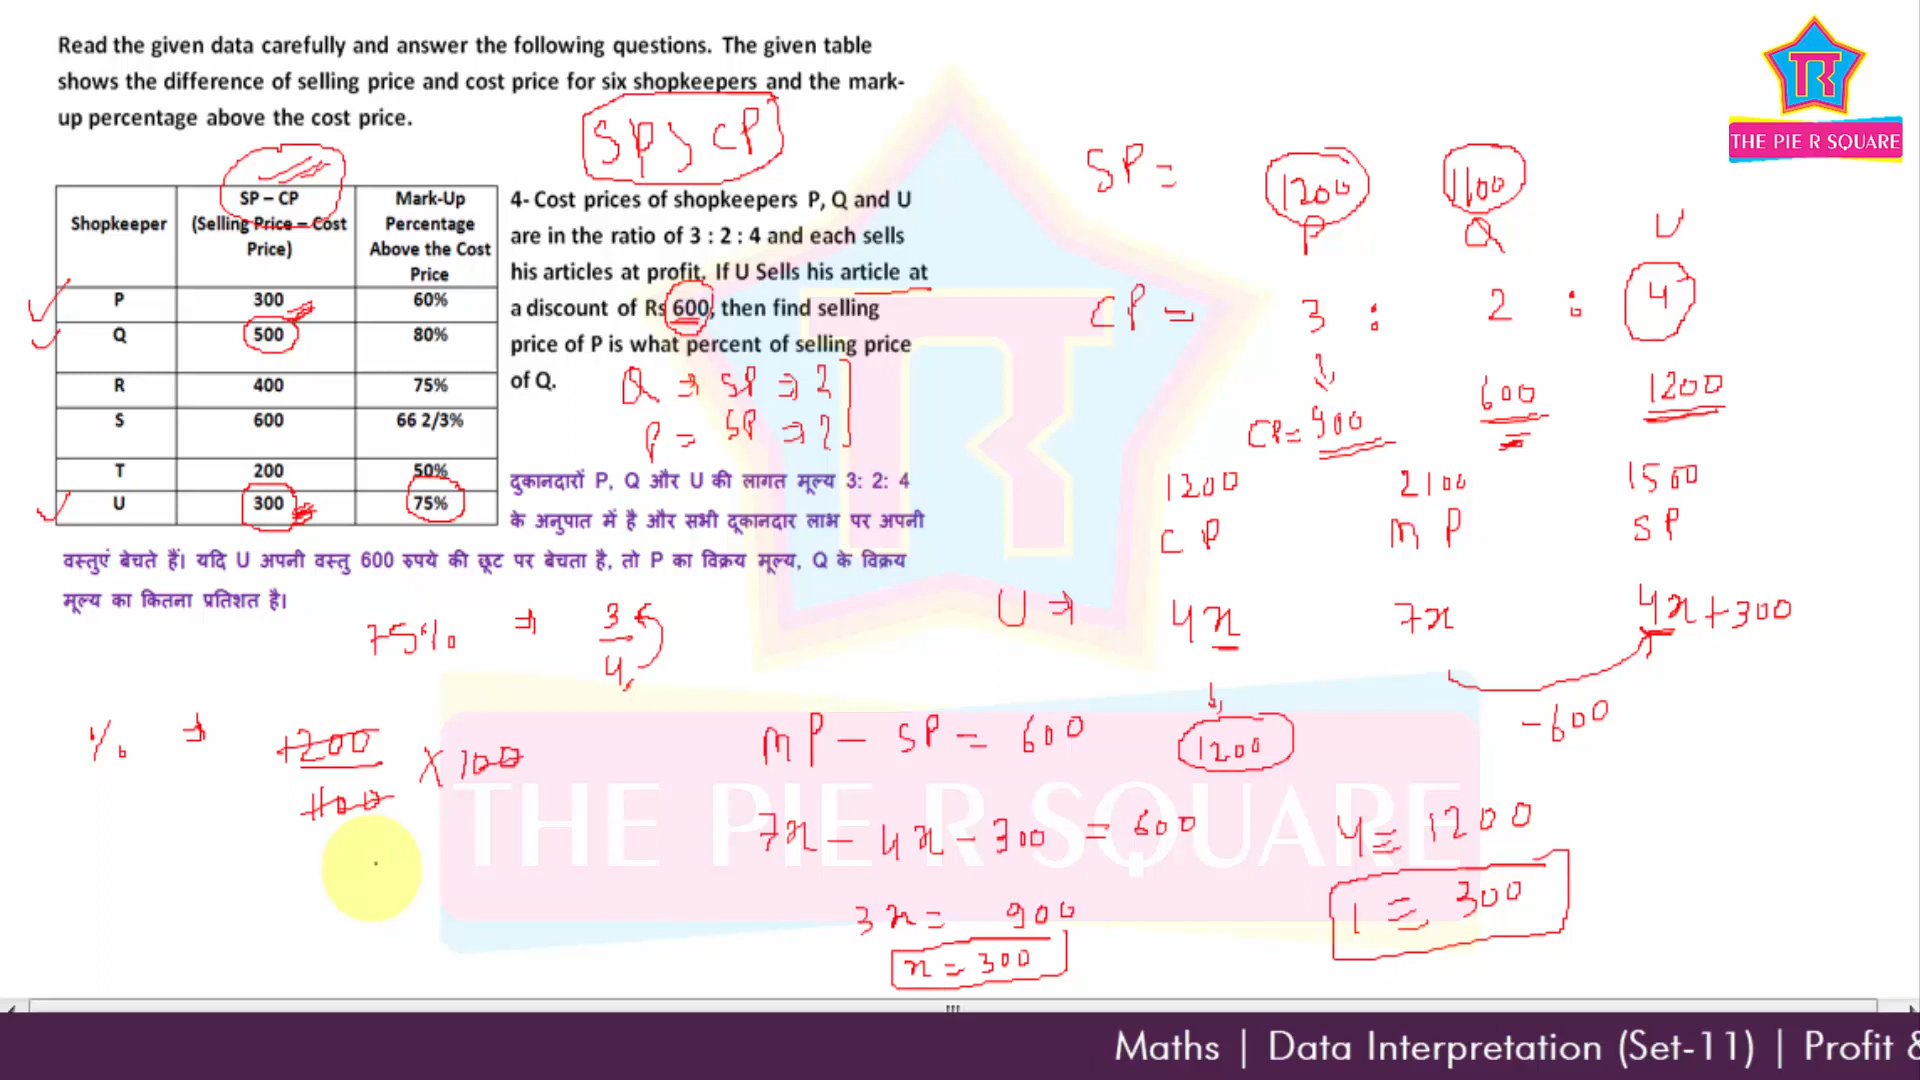 Read the given data carefully and answer the following questions. The given table
shows the difference of selling price and cost price for six shopkeepers and the mark-
up percentage above the cost price.
SP > CP
THE PIE R SQUARE
Shopkeeper
SP – CP
(Selling Price – Cost
Price)
Mark-Up
Percentage
Above the Cost
Price
P 300 60%
Q 500 80%
R 400 75%
S 600 66 2/3%
T 200 50%
U 300 75%
4- Cost prices of shopkeepers P, Q and U
are in the ratio of 3 : 2 : 4 and each sells
his articles at profit. If U Sells his article at
a discount of Rs 600, then find selling
price of P is what percent of selling price
of Q.
Q ⇒ SP ⇒ ?
P = SP ⇒ ?
दुकानदारों P, Q और U की लागत मूल्य 3: 2: 4
के अनुपात में है और सभी दूकानदार लाभ पर अपनी
वस्तुएं बेचते हैं। यदि U अपनी वस्तु 600 रुपये की छूट पर बेचता है, तो P का विक्रय मूल्य, Q के विक्रय
मूल्य का कितना प्रतिशत है।
SP = 1200 1100
P Q U
CP = 3 : 2 : 4
CP = 900 600 1200
1200 2100 1500
CP MP SP
U ⇒ 4x 7x 4x + 300
- 600
1200
75% ⇒ 3/4
% ⇒ 1200/1100 × 100
MP - SP = 600
7x - 4x - 300 = 600
3x = 900
x = 300
4 ≡ 1200
1 ≡ 300
THE PIE R SQUARE
Maths | Data Interpretation (Set-11) | Profit &